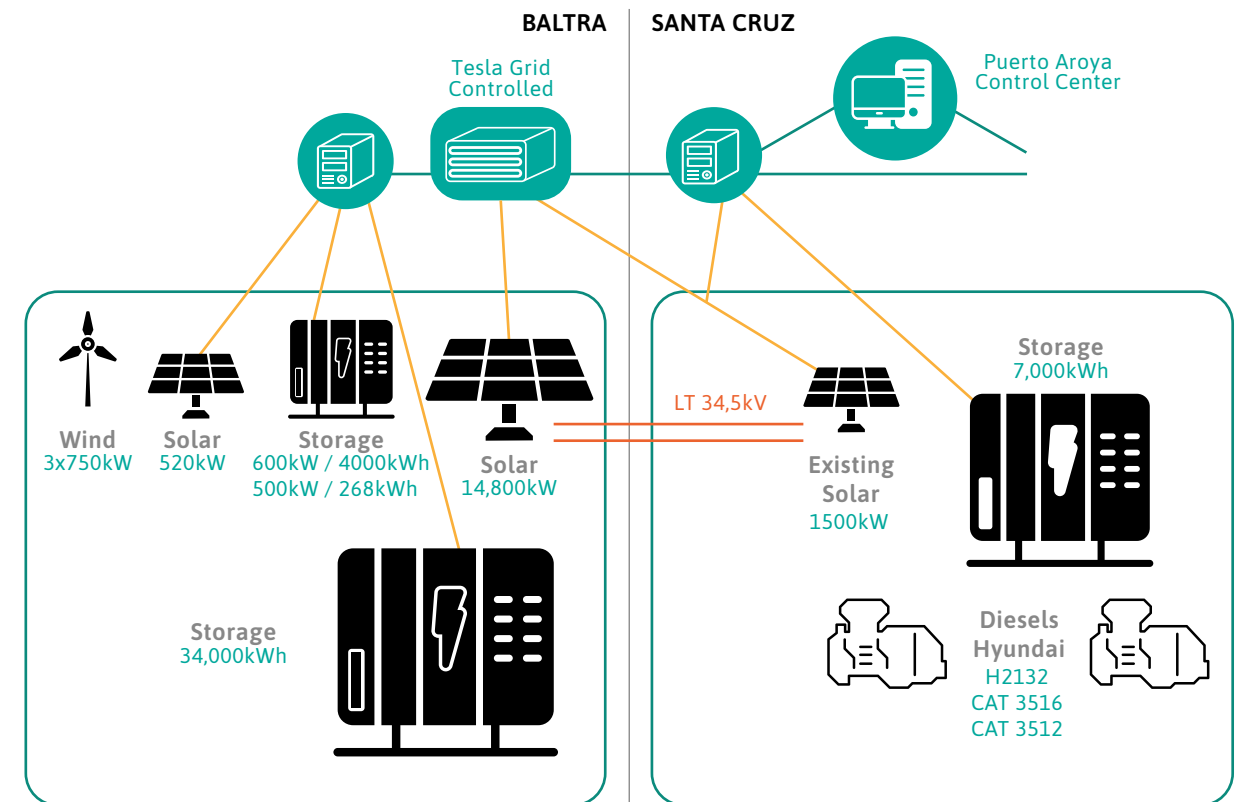 BALTRA
SANTA CRUZ
Tesla Grid
Controlled
Puerto Aroya
Control Center
Wind
3x750kW
Solar
520kW
Storage
600kW / 4000kWh
500kW / 268kWh
Solar
14,800kW
Storage
34,000kWh
LT 34,5kV
Existing
Solar
1500kW
Storage
7,000kWh
Diesels
Hyundai
H2132
CAT 3516
CAT 3512